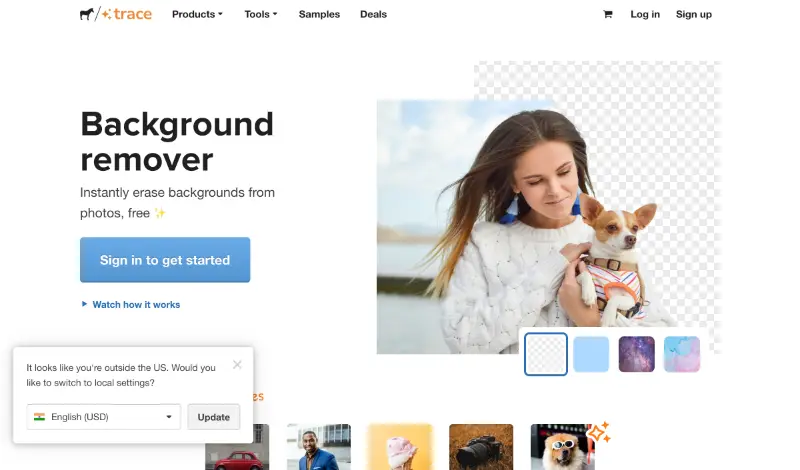 trace
Products
Tools
Samples
Deals
Log in
Sign up
Background
remover
Instantly erase backgrounds from
photos, free ✨
Sign in to get started
Watch how it works
It looks like you're outside the US. Would you
like to switch to local settings?
English (USD)
Update